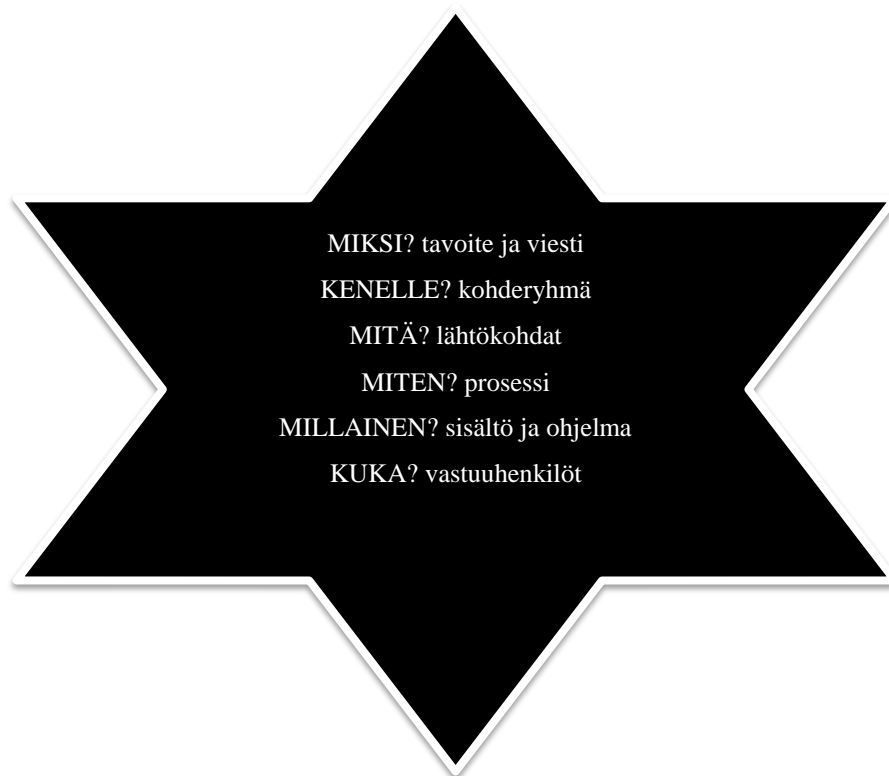 MIKSI? tavoite ja viesti
KENELLE? kohderyhmä
MITÄ? lähtökohdat
MITEN? prosessi
MILLAINEN? sisältö ja ohjelma
KUKA? vastuuhenkilöt